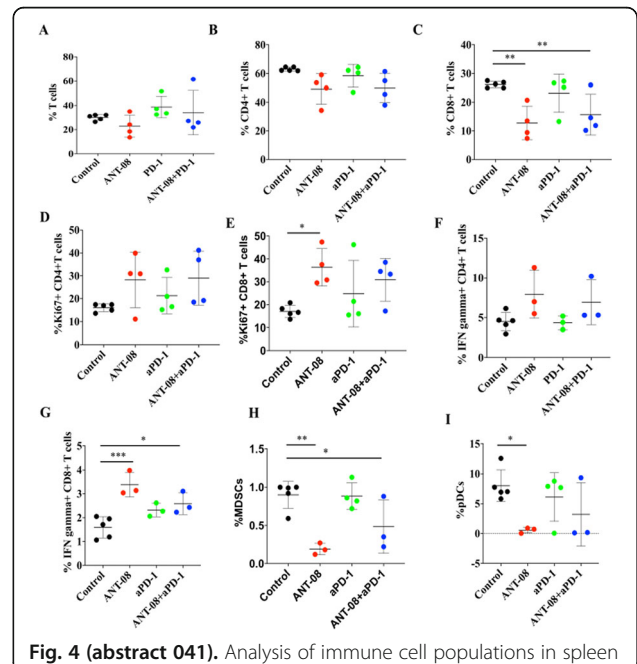 A
% T cells
60
40
20
0
Control
ANT-08
PD-1
ANT-08+PD-1
B
% CD4+ T cells
80
60
40
20
0
Control
ANT-08
aPD-1
ANT-08+aPD-1
C
% CD8+ T cells
40
30
20
10
0
**
**
Control
ANT-08
aPD-1
ANT-08+aPD-1
D
%Ki67+ CD4+T cells
50
40
30
20
10
0
Control
ANT-08
aPD-1
ANT-08+aPD-1
E
%Ki67+ CD8+ T cells
50
40
30
20
10
0
*
Control
ANT-08
aPD-1
ANT-08+aPD-1
F
% IFN gamma+ CD4+ T cells
15
10
5
0
Control
ANT-08
PD-1
ANT-08+PD-1
G
% IFN gamma+ CD8+ T cells
5
4
3
2
1
0
*
***
Control
ANT-08
aPD-1
ANT-08+aPD-1
H
%MDSCs
1.5
1.0
0.5
0.0
**
*
Control
ANT-08
aPD-1
ANT-08+aPD-1
I
%pDCs
15
10
5
0
-5
*
Control
ANT-08
aPD-1
ANT-08+aPD-1
Fig. 4 (abstract 041). Analysis of immune cell populations in spleen